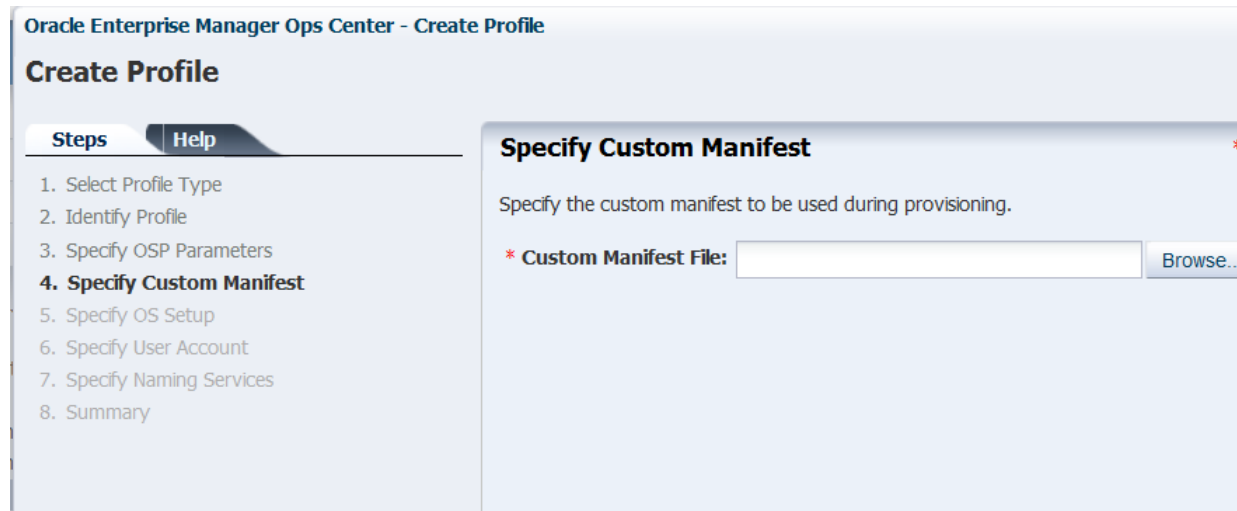 Oracle Enterprise Manager Ops Center - Create Profile
Create Profile
Steps
Help
1. Select Profile Type
2. Identify Profile
3. Specify OSP Parameters
4. Specify Custom Manifest
5. Specify OS Setup
6. Specify User Account
7. Specify Naming Services
8. Summary
Specify Custom Manifest
*
Specify the custom manifest to be used during provisioning.
* Custom Manifest File:
Browse..